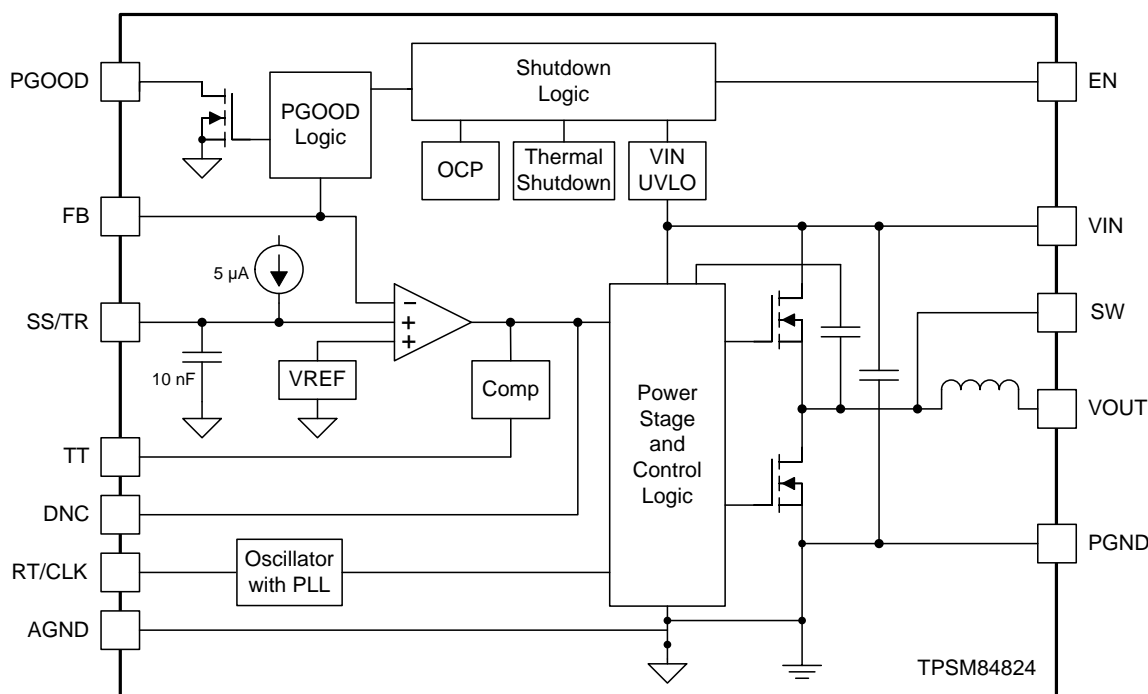 PGOOD
Shutdown
Logic
EN
PGOOD
Logic
OCP
Thermal
Shutdown
VIN
UVLO
FB
VIN
5 µA
SS/TR
−
+
+
SW
10 nF
VREF
Comp
Power
Stage
and
Control
Logic
VOUT
TT
DNC
PGND
RT/CLK
Oscillator
with PLL
AGND
TPSM84824